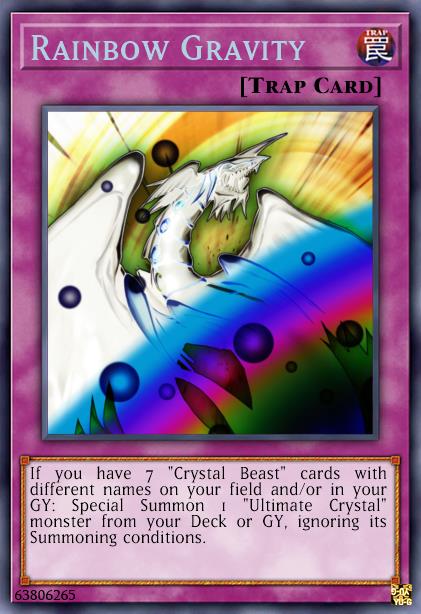 Rainbow Gravity
TRAP
罠
[Trap Card]
If you have 7 "Crystal Beast" cards with
different names on your field and/or in your
GY: Special Summon 1 "Ultimate Crystal"
monster from your Deck or GY, ignoring its
Summoning conditions.
63806265